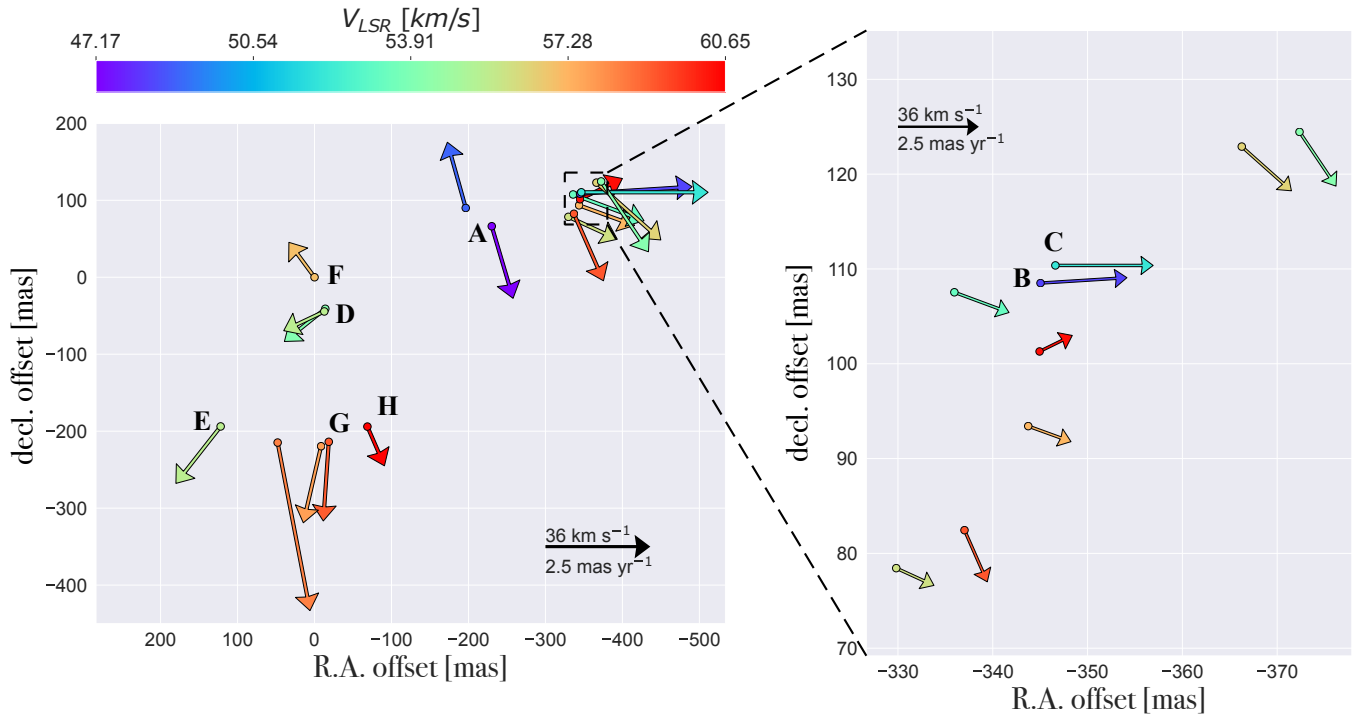 V_LSR [km/s]
47.17 50.54 53.91 57.28 60.65
200
100
0
−100
−200
−300
−400
decl. offset [mas]
200 100 0 −100 −200 −300 −400 −500
R.A. offset [mas]
A
F
D
E
G
H
36 km s⁻¹
2.5 mas yr⁻¹
130
120
110
100
90
80
70
decl. offset [mas]
−330 −340 −350 −360 −370
R.A. offset [mas]
36 km s⁻¹
2.5 mas yr⁻¹
C
B